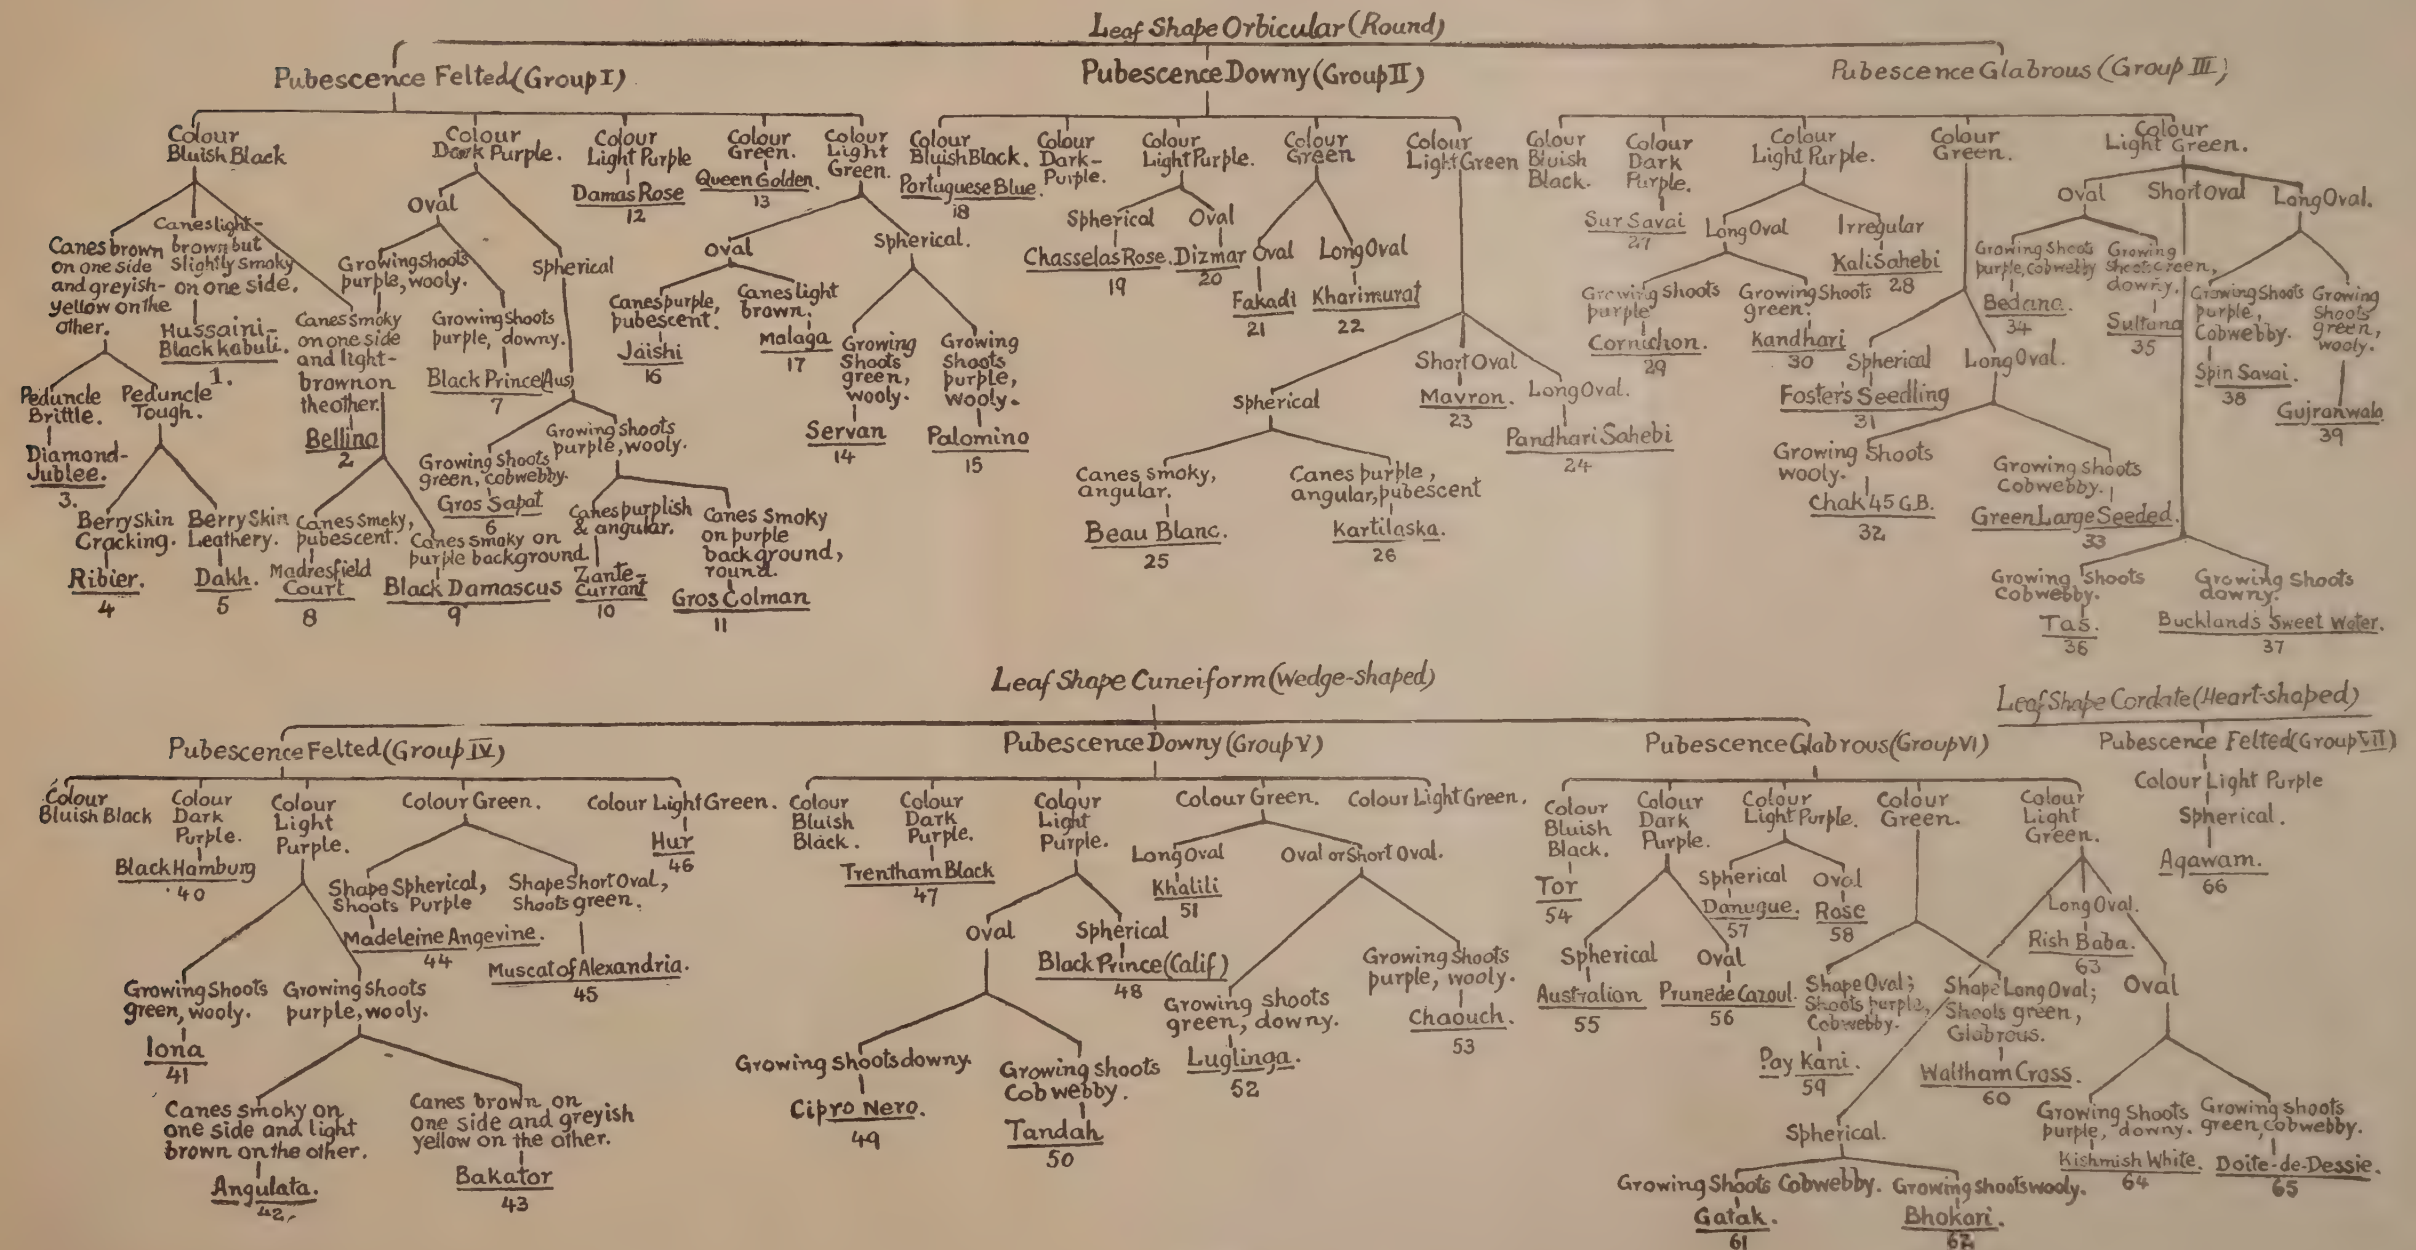 Leaf Shape Orbicular (Round)
Pubescence Felted (Group I)
Colour
Bluish Black
Canes brown
on one side
and greyish-
yellow on the
other.
Peduncle
Brittle.
Diamond-
Jublee.
3.
Peduncle
Tough.
Berry Skin
Cracking.
Ribier.
4
Berry Skin
Leathery.
Dakh.
5
Canes light-
brown but
slightly smoky
on one side.
Hussaini-
Black kabuli.
1.
Canes smoky
on one side
and light-
brown on
the other.
Bellino
2
Colour
Dark Purple.
Oval
Growing shoots
purple, wooly.
Canes smoky,
pubescent.
Madresfield
Court
8
Canes smoky on
purple background
Black Damascus
9
Growing shoots
purple, downy.
Black Prince (Aus)
7
Spherical
Growing Shoots
green, cobwebby.
Gros Sapat
6
Growing shoots
purple, wooly.
Canes purplish
& angular.
Zante-
Currant
10
Canes Smoky
on purple
background,
round.
Gros Colman
11
Colour
Light Purple
Damas Rose
12
Colour
Green.
Queen Golden.
13
Colour
Light
Green.
Oval
Canes purple,
pubescent.
Jaishi
16
Canes light
brown.
Malaga
17
Spherical.
Growing
Shoots
green,
wooly.
Servan
14
Growing
Shoots
purple,
wooly.
Palomino
15
Pubescence Downy (Group II)
Colour
Bluish Black.
Portuguese Blue.
18
Colour
Dark-
Purple.
Colour
Light Purple.
Spherical
Chasselas Rose.
19
Oval
Dizmar
20
Colour
Green
Oval
Fakadi
21
Long Oval
Kharimurat
22
Colour
Light Green
Spherical
Canes smoky,
angular.
Beau Blanc.
25
Canes purple,
angular, pubescent
Kartilaska.
26
Short Oval
Mavron.
23
Long Oval.
Pandhari Sahebi
24
Pubescence Glabrous (Group III)
Colour
Bluish
Black.
Colour
Dark
Purple.
Sur Savai
27
Colour
Light Purple.
Long Oval
Growing shoots
purple
Cornichon.
29
Growing Shoots
green.
Kandhari
30
Irregular
Kali Sahebi
28
Colour
Green.
Spherical
Foster's Seedling
31
Long Oval.
Growing Shoots
wooly.
Chak 45 G.B.
32
Growing shoots
Cobwebby.
Green Large Seeded.
33
Colour
Light Green.
Oval
Growing Shoots
purple, cobwebby
Bedana.
34
Growing
shoots green,
downy.
Sultana
35
Short Oval
Growing shoots
Cobwebby.
Tas.
36
Growing Shoots
downy.
Bucklands Sweet Water.
37
Long Oval.
Growing Shoots
purple,
Cobwebby.
Spin Savai.
38
Growing
Shoots
green,
wooly.
Gujranwala
39
Leaf Shape Cuneiform (Wedge-shaped)
Pubescence Felted (Group IV)
Colour
Bluish Black
Colour
Dark
Purple.
Black Hamburg
40
Colour
Light
Purple.
Growing Shoots
green, wooly.
Iona
41
Growing shoots
purple, wooly.
Canes smoky on
one side and light
brown on the other.
Angulata.
42
Canes brown on
one side and greyish
yellow on the other.
Bakator
43
Colour Green.
Shape Spherical,
Shoots Purple
Madeleine Angevine.
44
Shape Short Oval,
Shoots green.
Muscat of Alexandria.
45
Colour Light Green.
Hur
46
Pubescence Downy (Group V)
Colour
Bluish
Black.
Colour
Dark
Purple.
Trentham Black
47
Colour
Light
Purple.
Oval
Growing shoots downy.
Cipro Nero.
49
Growing shoots
Cobwebby.
Tandah
50
Spherical
Black Prince (Calif)
48
Colour Green.
Long Oval
Khalili
51
Oval or Short Oval.
Growing shoots
green, downy.
Luglinga.
52
Growing shoots
purple, wooly.
Chaouch.
53
Colour Light Green.
Pubescence Glabrous (Group VI)
Colour
Bluish
Black.
Tor
54
Colour
Dark
Purple.
Spherical
Australian
55
Oval
Prune de Cazoul.
56
Colour
Light Purple.
Spherical
Danugue.
57
Oval
Rose
58
Colour
Green.
Shape Oval;
Shoots purple,
Cobwebby.
Pay Kani.
59
Shape Long Oval;
Shoots green,
Glabrous.
Waltham Cross.
60
Colour
Light
Green.
Spherical.
Growing Shoots Cobwebby.
Gatak.
61
Growing shoots wooly.
Bhokari.
62
Long Oval.
Rish Baba.
63
Oval
Growing Shoots
purple, downy.
Kishmish White.
64
Growing shoots
green, cobwebby.
Doite-de-Dessie.
65
Leaf Shape Cordate (Heart-shaped)
Pubescence Felted (Group VII)
Colour Light Purple
Spherical.
Agawam.
66